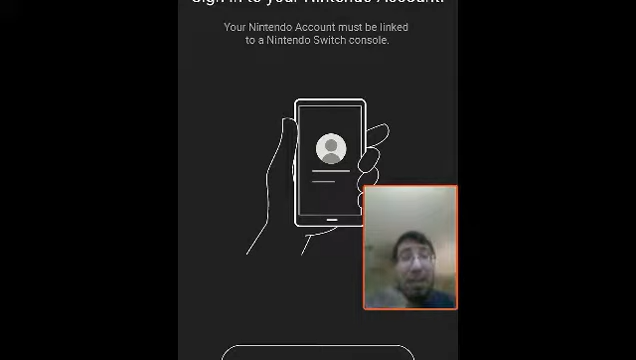 Sign in to your Nintendo Account.
Your Nintendo Account must be linked
to a Nintendo Switch console.